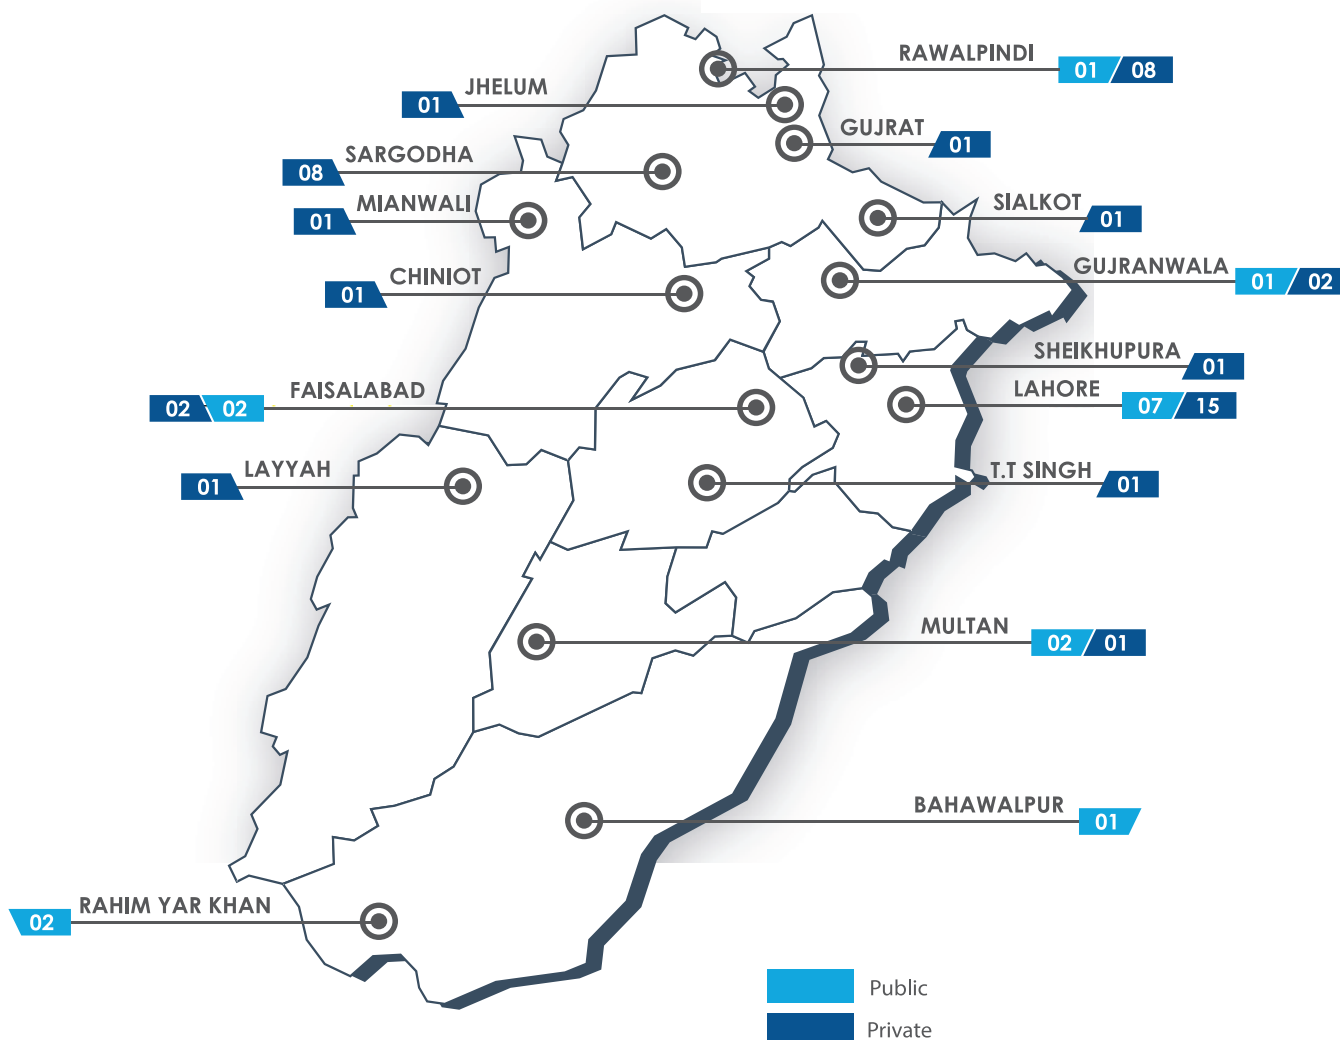 RAWALPINDI 01 08
JHELUM 01
GUJRAT 01
SARGODHA 08
MIANWALI 01
SIALKOT 01
CHINIOT 01
GUJRANWALA 01 02
SHEIKHUPURA 01
FAISALABAD 02 02
LAHORE 07 15
LAYYAH 01
T.T SINGH 01
MULTAN 02 01
BAHAWALPUR 01
RAHIM YAR KHAN 02
Public
Private